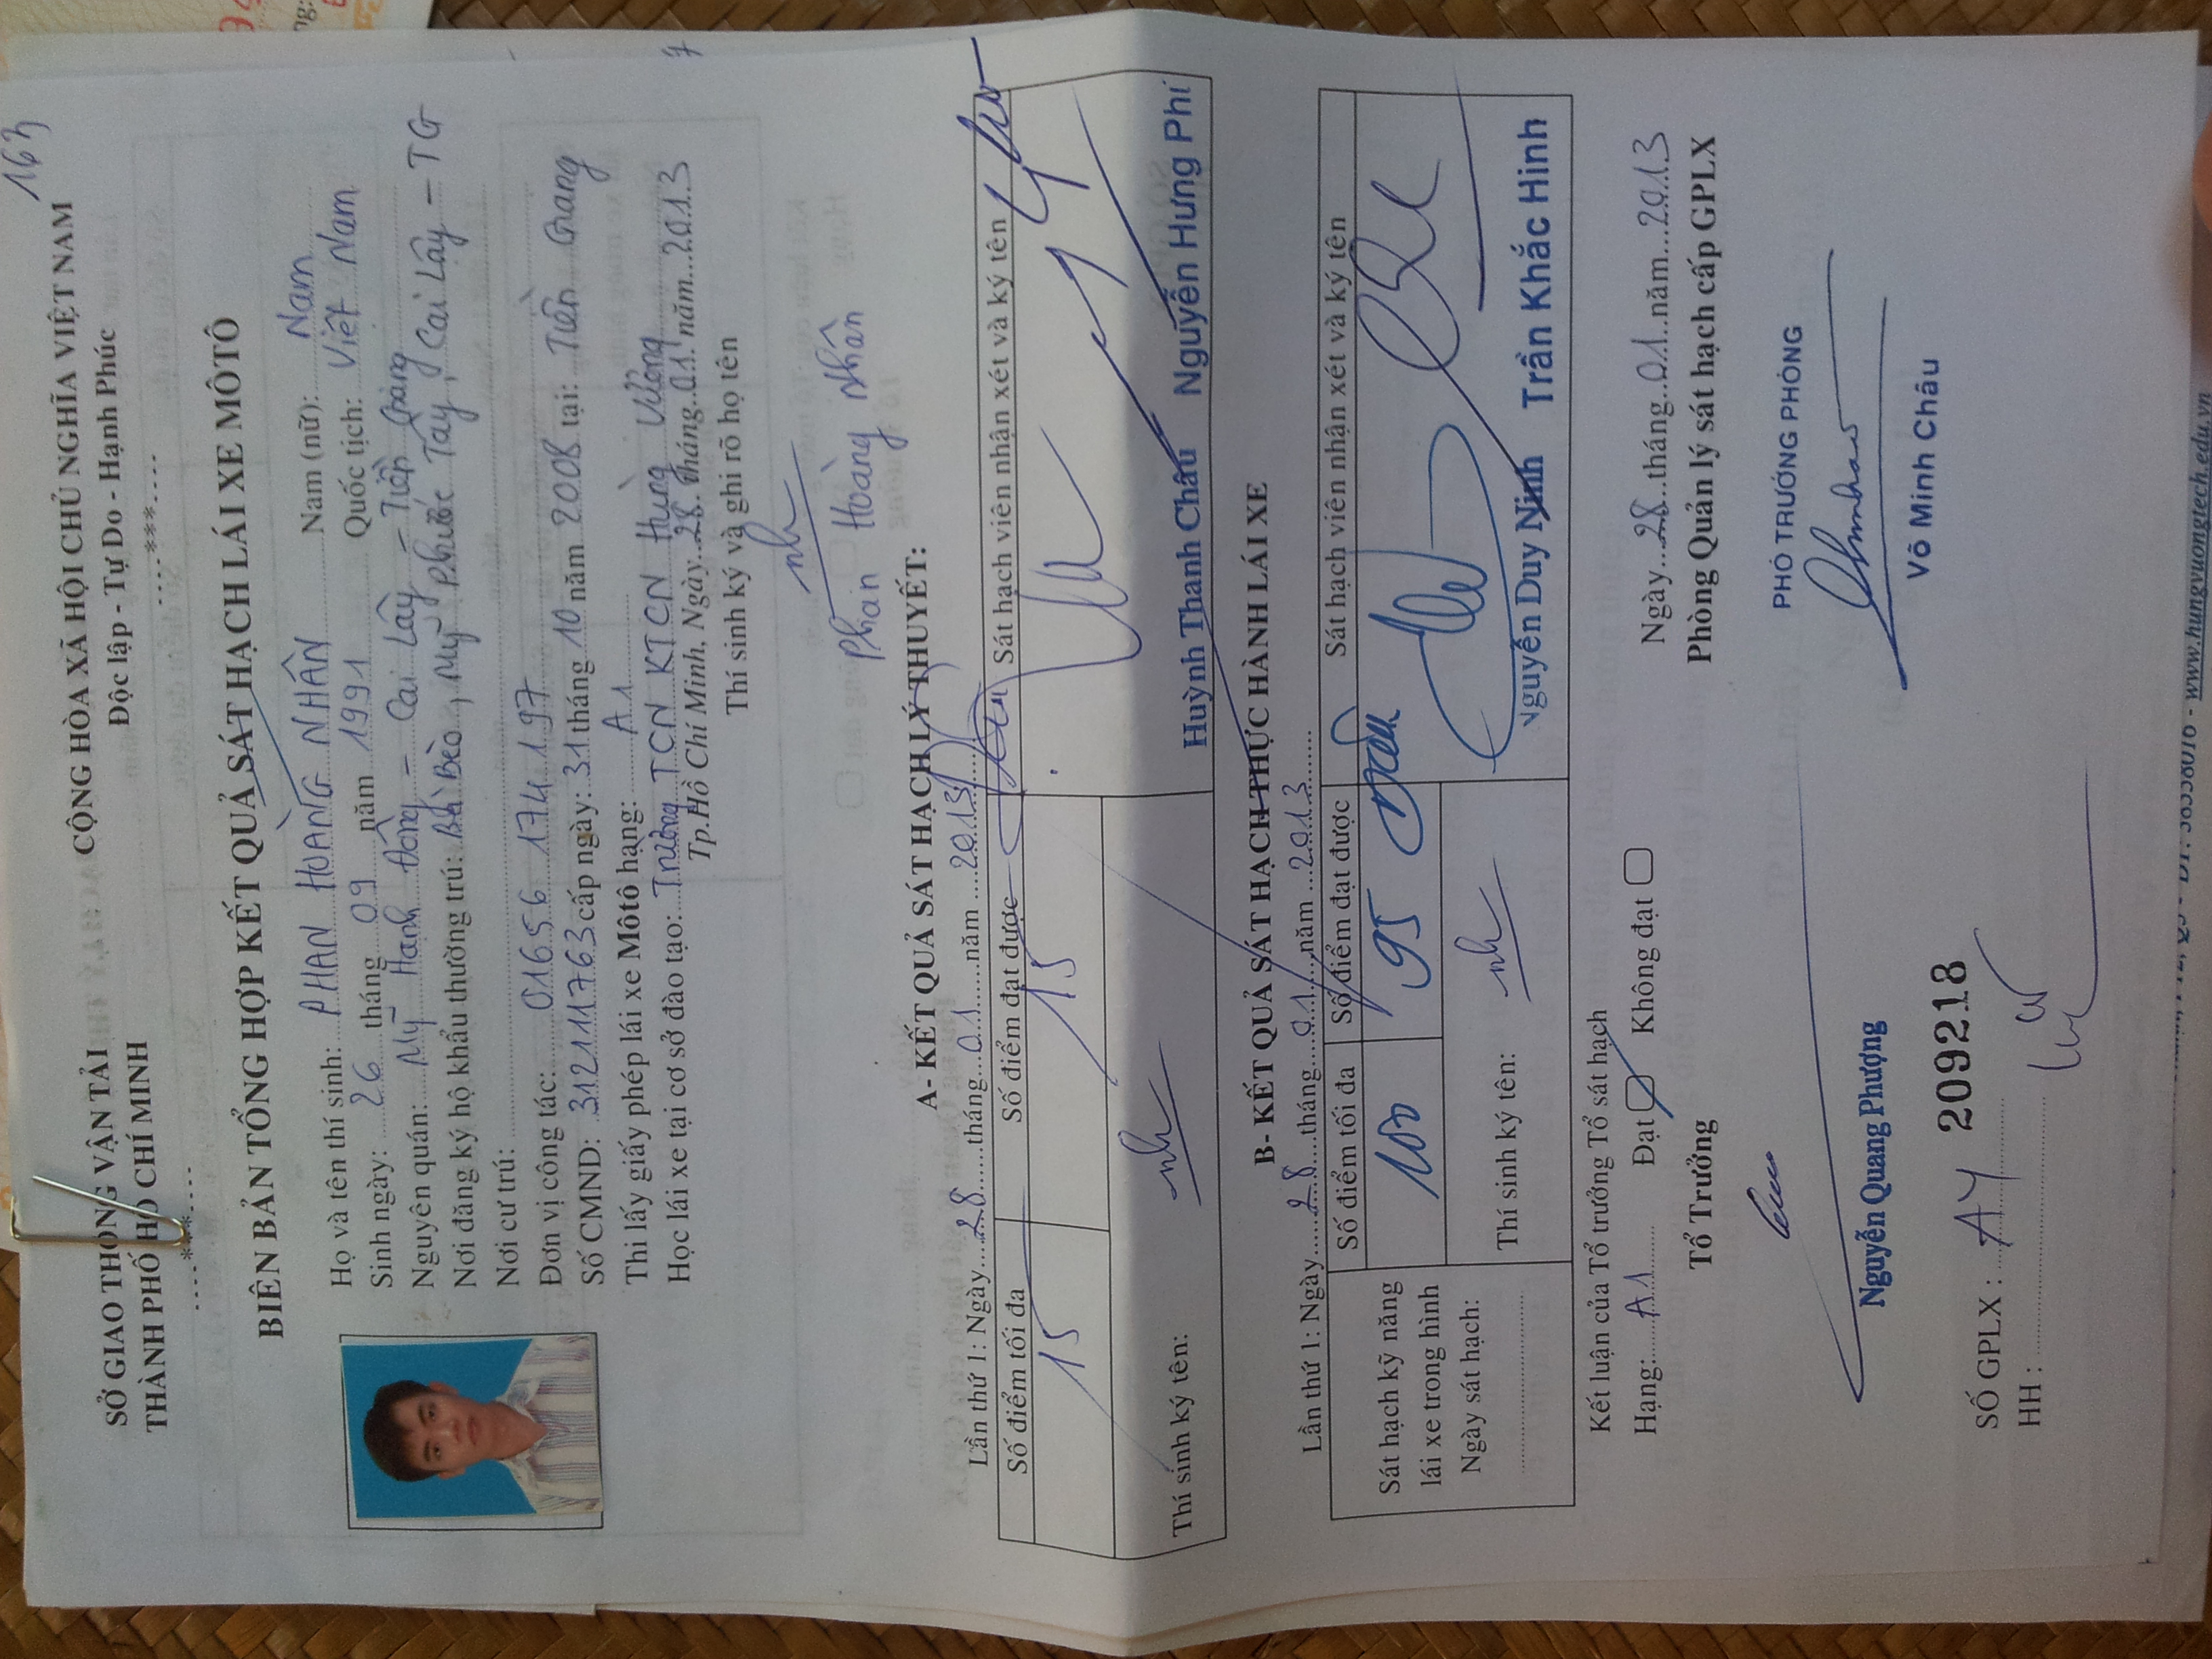 163
SỞ GIAO THÔNG VẬN TẢI
THÀNH PHỐ HỒ CHÍ MINH
----***----
CỘNG HÒA XÃ HỘI CHỦ NGHĨA VIỆT NAM
Độc lập - Tự Do - Hạnh Phúc
----***----
BIÊN BẢN TỔNG HỢP KẾT QUẢ SÁT HẠCH LÁI XE MÔTÔ
Họ và tên thí sinh: PHAN HOÀNG NHÂN Nam (nữ): Nam
Sinh ngày: 26 tháng 09 năm 1991 Quốc tịch: Việt Nam
Nguyên quán: Mỹ Hạnh Đông - Cai Lậy - Tiền Giang
Nơi đăng ký hộ khẩu thường trú: Bà Bèo, Mỹ Phước Tây, Cai Lậy - TG
Nơi cư trú:
Đơn vị công tác: 01656 174 197
Số CMND: 312111763 cấp ngày: 31 tháng 10 năm 2008 tại: Tiền Giang
Thi lấy giấy phép lái xe Môtô hạng: A1
Học lái xe tại cơ sở đào tạo: Trường TCN KTCN Hùng Vương
Tp.Hồ Chí Minh, Ngày 28 tháng 01 năm 2013
Thí sinh ký và ghi rõ họ tên
Phan Hoàng Nhân
A- KẾT QUẢ SÁT HẠCH LÝ THUYẾT:
Lần thứ 1: Ngày 28 tháng 01 năm 2013
Số điểm tối đa Số điểm đạt được Sát hạch viên nhận xét và ký tên
15 15
Thí sinh ký tên: Huỳnh Thanh Châu Nguyễn Hưng Phí
B- KẾT QUẢ SÁT HẠCH THỰC HÀNH LÁI XE
Lần thứ 1: Ngày 28 tháng 01 năm 2013
Số điểm tối đa Số điểm đạt được Sát hạch viên nhận xét và ký tên
Sát hạch kỹ năng
lái xe trong hình
Ngày sát hạch:
100 95
Thí sinh ký tên: Nguyễn Duy Ninh Trần Khắc Hinh
Kết luận của Tổ trưởng Tổ sát hạch
Hạng: A1 Đạt Không đạt
Ngày 28 tháng 01 năm 2013
Tổ Trưởng
Phòng Quản lý sát hạch cấp GPLX
PHÓ TRƯỞNG PHÒNG
Nguyễn Quang Phượng
Võ Minh Châu
SỐ GPLX : AY 209218
HH :
ĐT: 38558016 - www.hungvuongtech.edu.vn